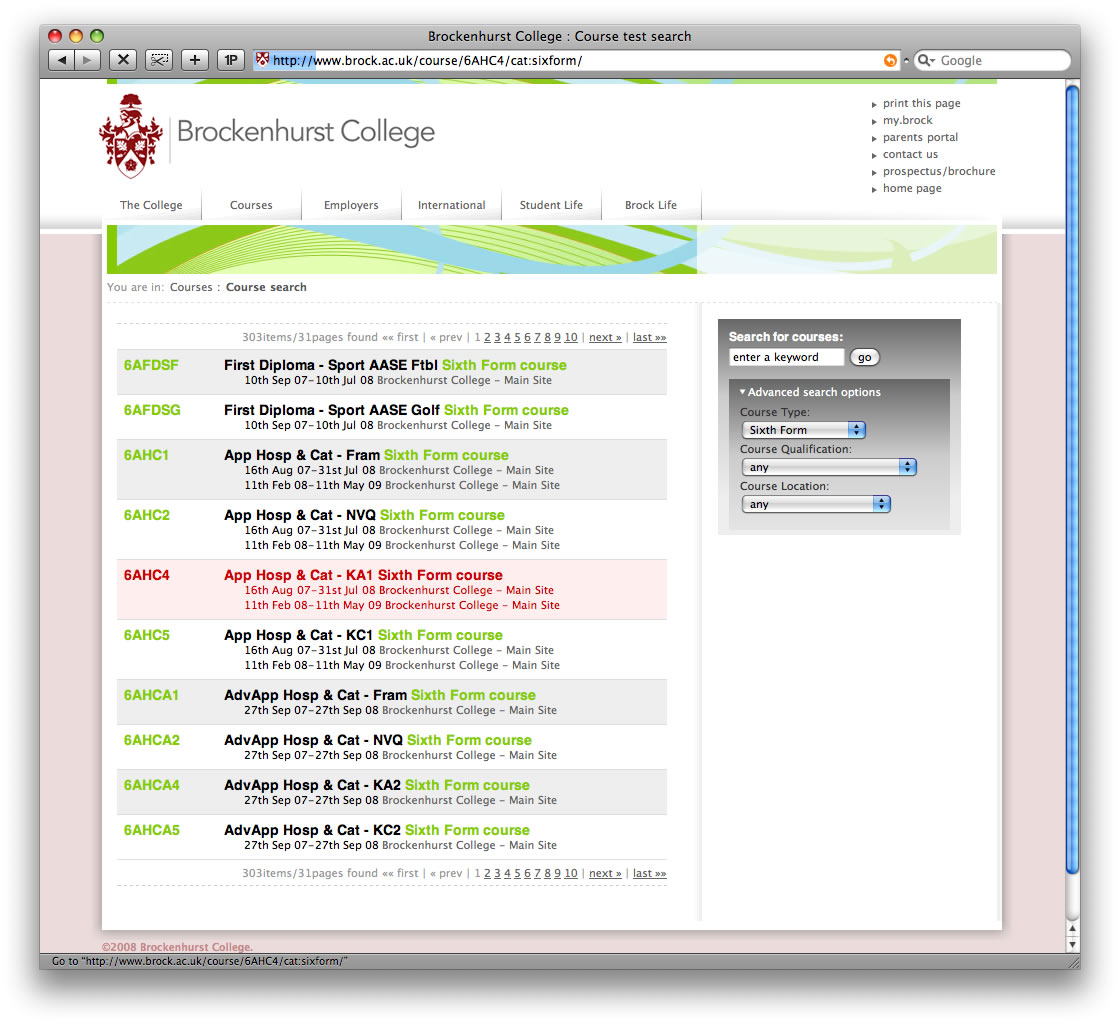 Brockenhurst College : Course test search
1P
http://www.brock.ac.uk/course/6AHC4/cat:sixform/
Google
Brockenhurst College
print this page
my.brock
parents portal
contact us
prospectus/brochure
home page
The College
Courses
Employers
International
Student Life
Brock Life
You are in: Courses : Course search
303items/31pages found «« first | « prev | 1 2 3 4 5 6 7 8 9 10 | next » | last »»
6AFDSF First Diploma - Sport AASE Ftbl Sixth Form course
10th Sep 07-10th Jul 08 Brockenhurst College - Main Site
6AFDSG First Diploma - Sport AASE Golf Sixth Form course
10th Sep 07-10th Jul 08 Brockenhurst College - Main Site
6AHC1 App Hosp & Cat - Fram Sixth Form course
16th Aug 07-31st Jul 08 Brockenhurst College - Main Site
11th Feb 08-11th May 09 Brockenhurst College - Main Site
6AHC2 App Hosp & Cat - NVQ Sixth Form course
16th Aug 07-31st Jul 08 Brockenhurst College - Main Site
11th Feb 08-11th May 09 Brockenhurst College - Main Site
6AHC4 App Hosp & Cat - KA1 Sixth Form course
16th Aug 07-31st Jul 08 Brockenhurst College - Main Site
11th Feb 08-11th May 09 Brockenhurst College - Main Site
6AHC5 App Hosp & Cat - KC1 Sixth Form course
16th Aug 07-31st Jul 08 Brockenhurst College - Main Site
11th Feb 08-11th May 09 Brockenhurst College - Main Site
6AHCA1 AdvApp Hosp & Cat - Fram Sixth Form course
27th Sep 07-27th Sep 08 Brockenhurst College - Main Site
6AHCA2 AdvApp Hosp & Cat - NVQ Sixth Form course
27th Sep 07-27th Sep 08 Brockenhurst College - Main Site
6AHCA4 AdvApp Hosp & Cat - KA2 Sixth Form course
27th Sep 07-27th Sep 08 Brockenhurst College - Main Site
6AHCA5 AdvApp Hosp & Cat - KC2 Sixth Form course
27th Sep 07-27th Sep 08 Brockenhurst College - Main Site
303items/31pages found «« first | « prev | 1 2 3 4 5 6 7 8 9 10 | next » | last »»
Search for courses:
enter a keyword go
Advanced search options
Course Type:
Sixth Form
Course Qualification:
any
Course Location:
any
©2008 Brockenhurst College.
Go to "http://www.brock.ac.uk/course/6AHC4/cat:sixform/"